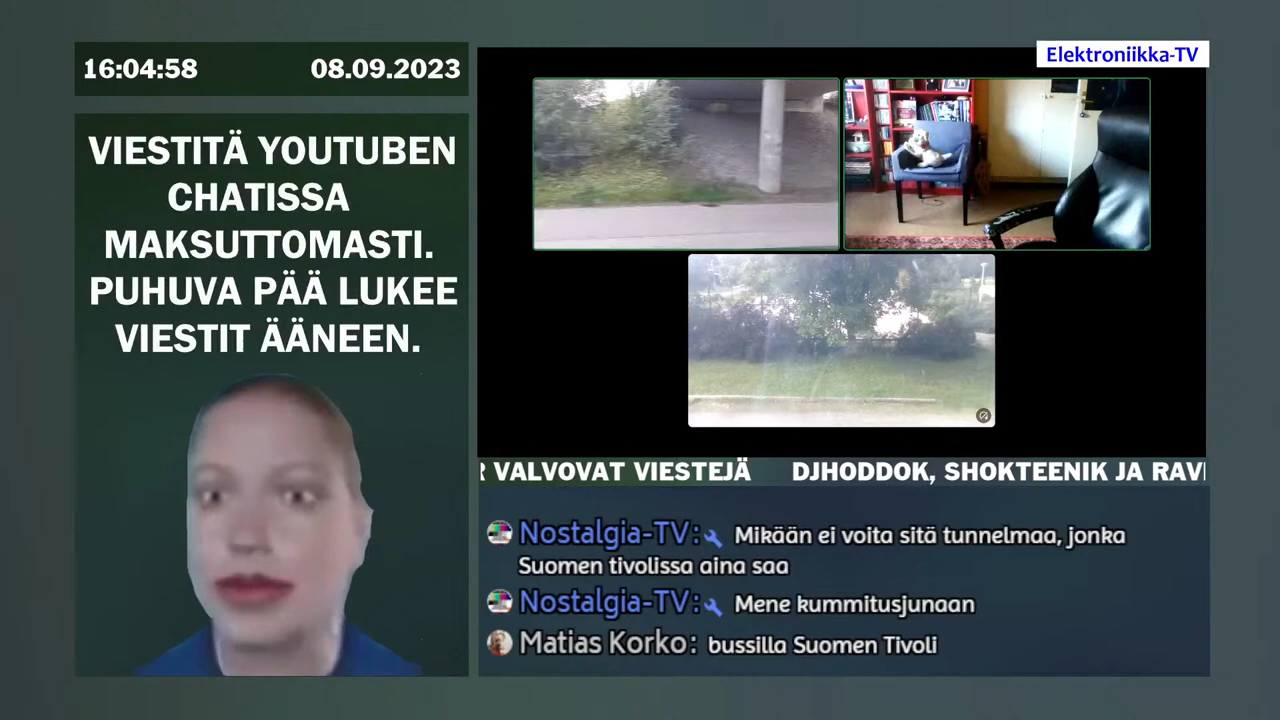 16:04:58 08.09.2023
Elektroniikka-TV
VIESTITÄ YOUTUBEN
CHATISSA
MAKSUTTOMASTI.
PUHUVA PÄÄ LUKEE
VIESTIT ÄÄNEEN.
R VALVOVAT VIESTEJÄ DJHODDOK, SHOKTEENIK JA RAVI
Nostalgia-TV: Mikään ei voita sitä tunnelmaa, jonka
Suomen tivolissa aina saa
Nostalgia-TV: Mene kummitusjunaan
Matias Korko: bussilla Suomen Tivoli